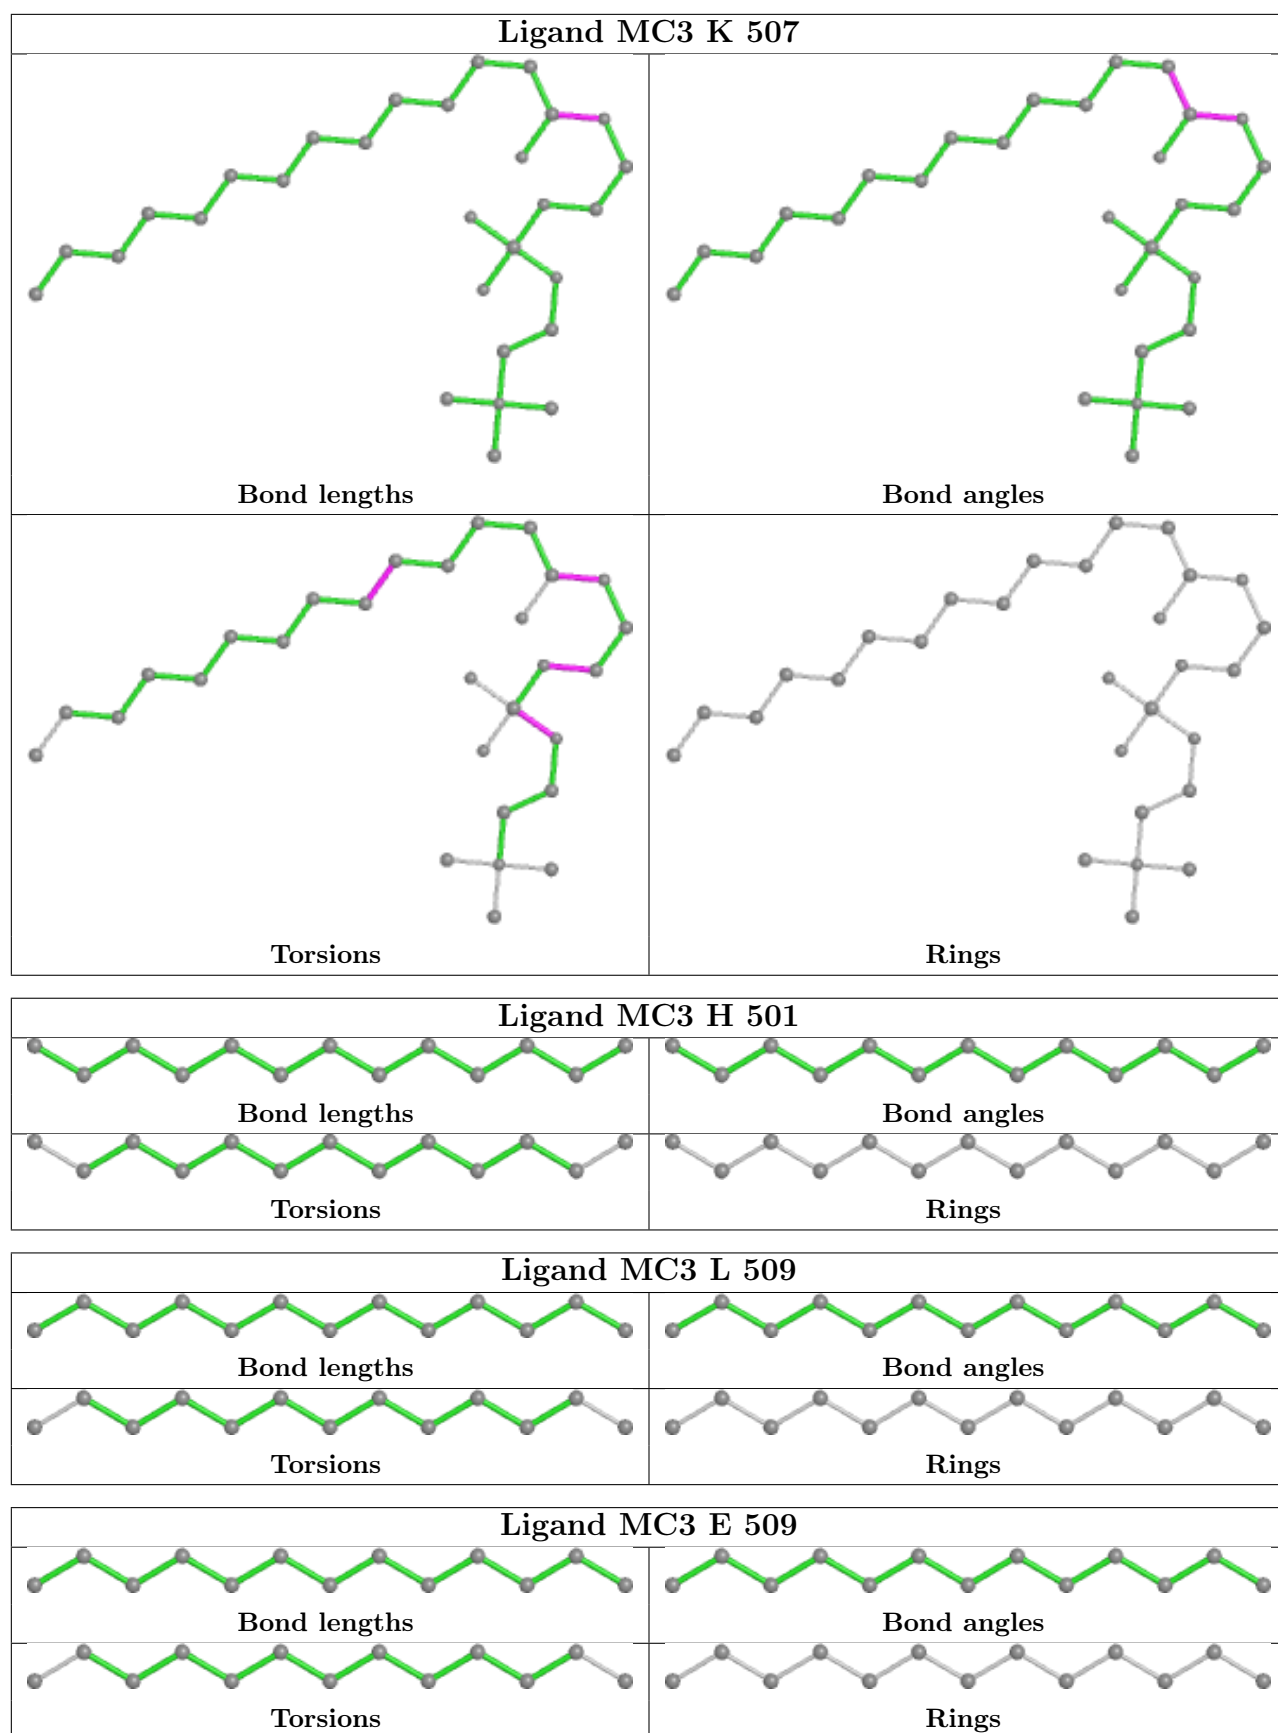 Ligand MC3 K 507
Bond lengths
Bond angles
Torsions
Rings
Ligand MC3 H 501
Bond lengths
Bond angles
Torsions
Rings
Ligand MC3 L 509
Bond lengths
Bond angles
Torsions
Rings
Ligand MC3 E 509
Bond lengths
Bond angles
Torsions
Rings